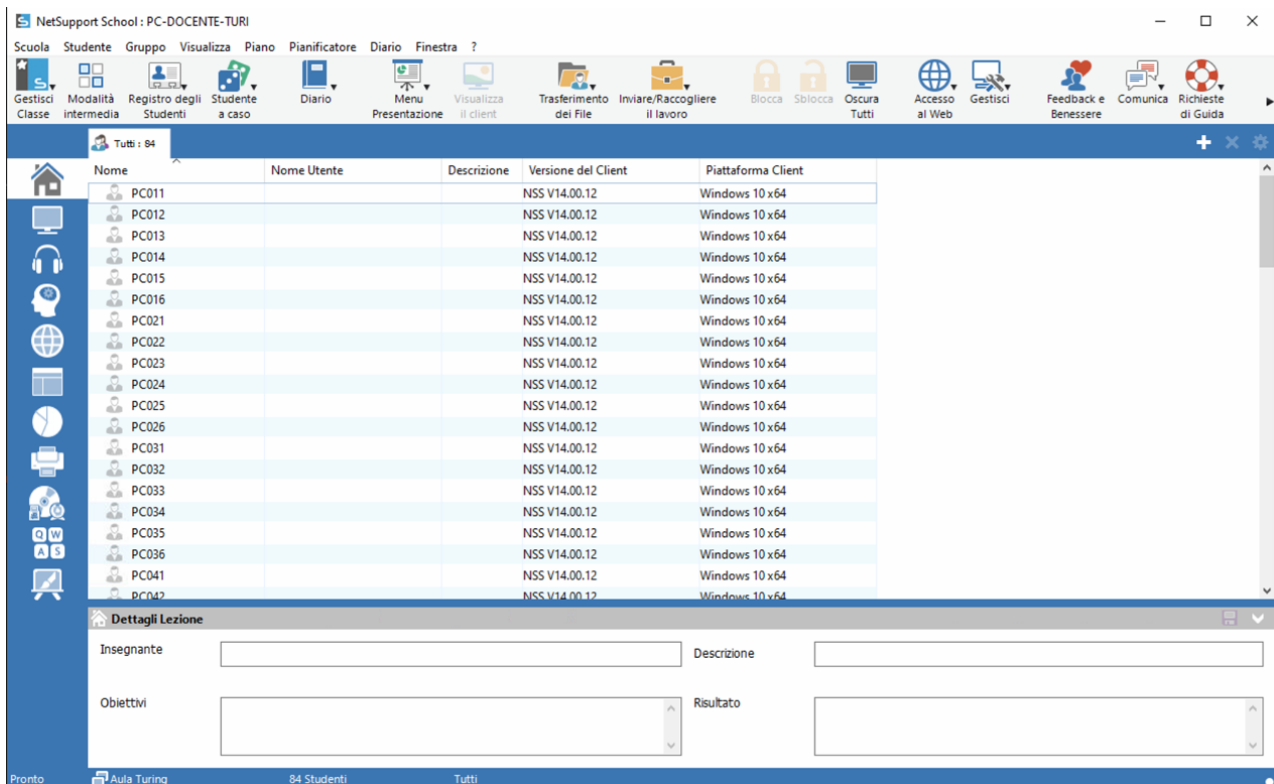 NetSupport School : PC-DOCENTE-TURI
Scuola Studente Gruppo Visualizza Piano Pianificatore Diario Finestra ?
Gestisci Classe
Modalità intermedia
Registro degli Studenti
Studente a caso
Diario
Menu Presentazione
Visualizza il client
Trasferimento dei File
Inviare/Raccogliere il lavoro
Blocca
Sblocca
Oscura Tutti
Accesso al Web
Gestisci
Feedback e Benessere
Comunica
Richieste di Guida
Tutti : 84
Nome Nome Utente Descrizione Versione del Client Piattaforma Client
PC011 NSS V14.00.12 Windows 10 x64
PC012 NSS V14.00.12 Windows 10 x64
PC013 NSS V14.00.12 Windows 10 x64
PC014 NSS V14.00.12 Windows 10 x64
PC015 NSS V14.00.12 Windows 10 x64
PC016 NSS V14.00.12 Windows 10 x64
PC021 NSS V14.00.12 Windows 10 x64
PC022 NSS V14.00.12 Windows 10 x64
PC023 NSS V14.00.12 Windows 10 x64
PC024 NSS V14.00.12 Windows 10 x64
PC025 NSS V14.00.12 Windows 10 x64
PC026 NSS V14.00.12 Windows 10 x64
PC031 NSS V14.00.12 Windows 10 x64
PC032 NSS V14.00.12 Windows 10 x64
PC033 NSS V14.00.12 Windows 10 x64
PC034 NSS V14.00.12 Windows 10 x64
PC035 NSS V14.00.12 Windows 10 x64
PC036 NSS V14.00.12 Windows 10 x64
PC041 NSS V14.00.12 Windows 10 x64
PC042 NSS V14.00.12 Windows 10 x64
Q W
A S
Dettagli Lezione
Insegnante Descrizione
Obiettivi Risultato
Pronto Aula Turing 84 Studenti Tutti